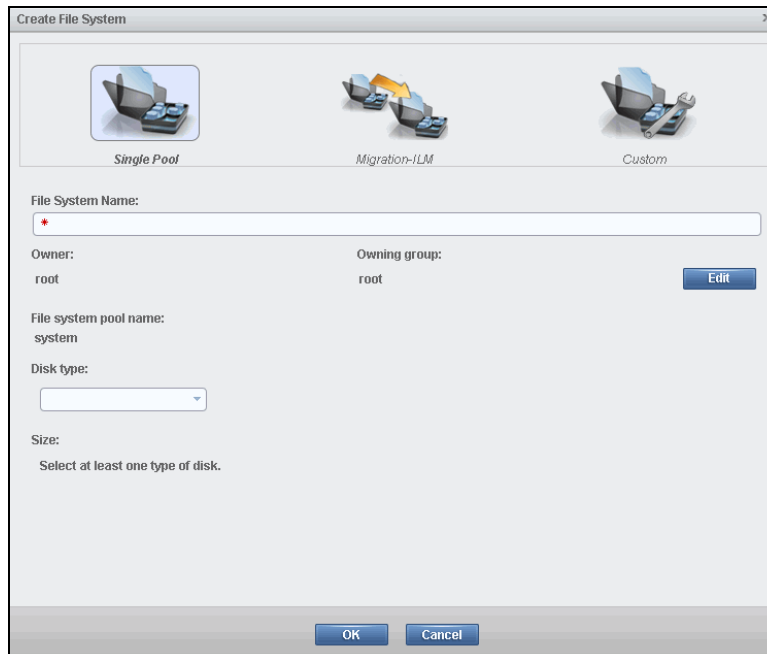 Create File System
Single Pool Migration-ILM Custom
File System Name:
*
Owner: Owning group:
root root Edit
File system pool name:
system
Disk type:
Size:
Select at least one type of disk.
OK Cancel